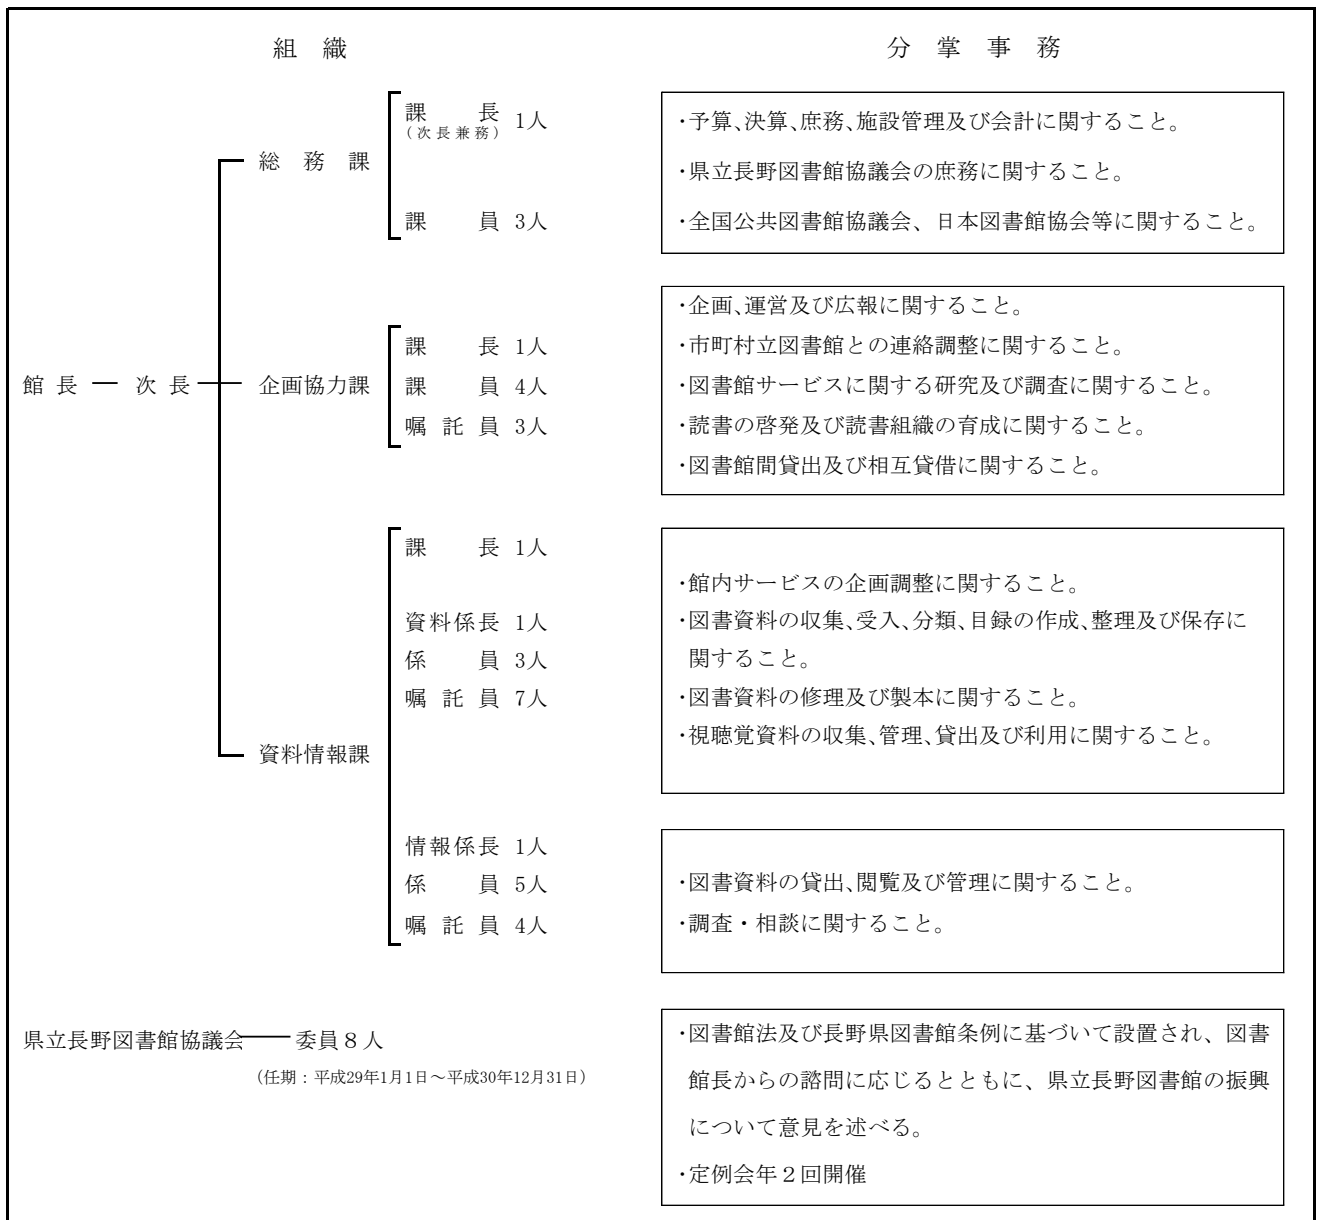 組織
分掌事務
課長 1人
(次長兼務)
総務課
課員 3人
・予算、決算、庶務、施設管理及び会計に関すること。
・県立長野図書館協議会の庶務に関すること。
・全国公共図書館協議会、日本図書館協会等に関すること。
館長 ─ 次長
企画協力課
課長 1人
課員 4人
嘱託員 3人
・企画、運営及び広報に関すること。
・市町村立図書館との連絡調整に関すること。
・図書館サービスに関する研究及び調査に関すること。
・読書の啓発及び読書組織の育成に関すること。
・図書館間貸出及び相互貸借に関すること。
資料情報課
課長 1人
資料係長 1人
係員 3人
嘱託員 7人
・館内サービスの企画調整に関すること。
・図書資料の収集、受入、分類、目録の作成、整理及び保存に
関すること。
・図書資料の修理及び製本に関すること。
・視聴覚資料の収集、管理、貸出及び利用に関すること。
情報係長 1人
係員 5人
嘱託員 4人
・図書資料の貸出、閲覧及び管理に関すること。
・調査・相談に関すること。
県立長野図書館協議会 ─ 委員8人
(任期:平成29年1月1日~平成30年12月31日)
・図書館法及び長野県図書館条例に基づいて設置され、図書
館長からの諮問に応じるとともに、県立長野図書館の振興
について意見を述べる。
・定例会年2回開催